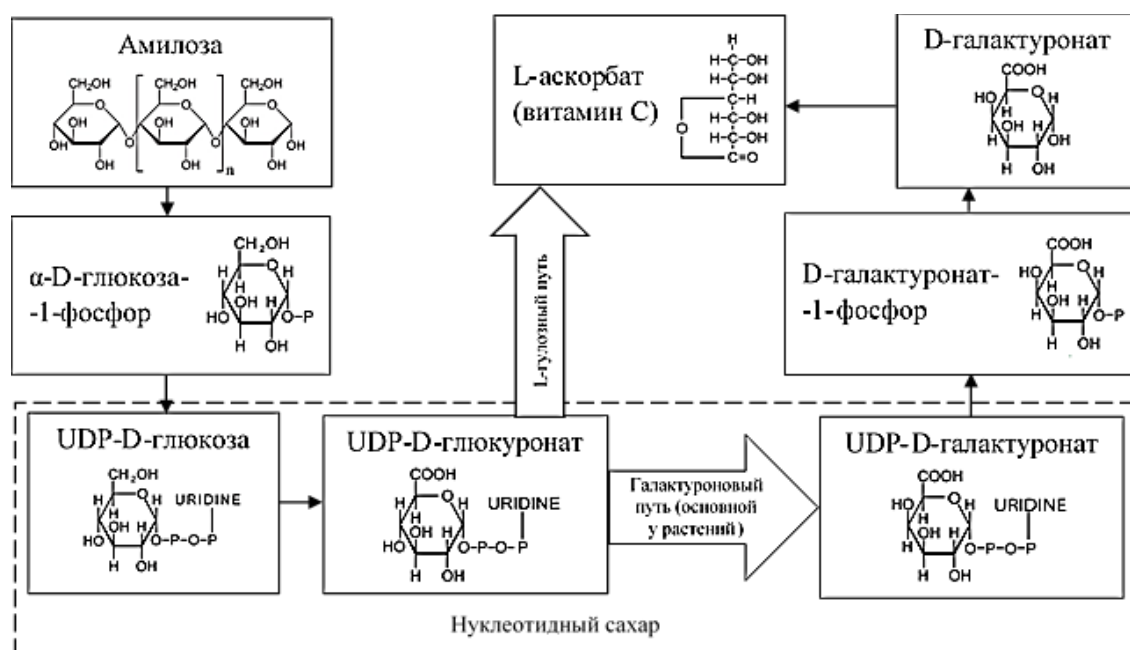 Амилоза
CH₂OH
CH₂OH
CH₂OH
O
O
O
OH
OH
OH
OH
O
O
OH
OH
OH
OH
n
L-аскорбат
(витамин С)
H
H-C-OH
H-C-OH
C-H
H-C-OH
H-C-OH
C=O
O
D-галактуронат
COOH
OH
H
O
H
H
OH
H
H
OH
H
OH
α-D-глюкоза-
-1-фосфор
CH₂OH
H
O
H
H
OH
H
HO
O-P
H
OH
L-гулозный путь
D-галактуронат-
-1-фосфор
COOH
HO
O
H
H
OH
H
H
O-P
H
OH
UDP-D-глюкоза
CH₂OH
H
O
H
URIDINE
H
OH
H
HO
O-P-O-P
H
OH
UDP-D-глюкуронат
COOH
H
O
H
URIDINE
H
OH
H
HO
O-P-O-P
H
OH
Галактуроновый
путь (основной
у растений)
UDP-D-галактуронат
COOH
HO
O
H
URIDINE
H
OH
H
H
O-P-O-P
H
OH
Нуклеотидный сахар